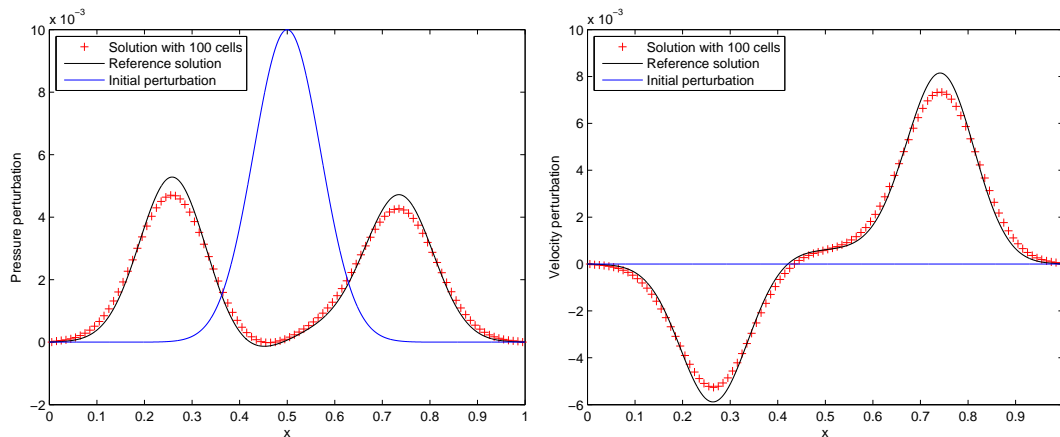 x 10⁻³
10
8
6
4
2
0
−2
Pressure perturbation
Solution with 100 cells
Reference solution
Initial perturbation
0 0.1 0.2 0.3 0.4 0.5 0.6 0.7 0.8 0.9 1
x
x 10⁻³
10
8
6
4
2
0
−2
−4
−6
Velocity perturbation
Solution with 100 cells
Reference solution
Initial perturbation
0 0.1 0.2 0.3 0.4 0.5 0.6 0.7 0.8 0.9
x